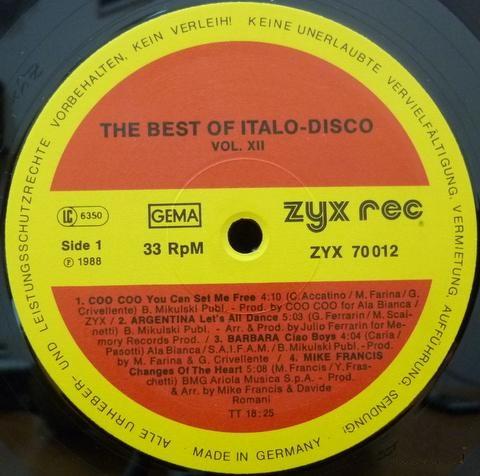 ALLE URHEBER- UND LEISTUNGSSCHUTZRECHTE VORBEHALTEN, KEIN VERLEIH! KEINE UNERLAUBTE VERVIELFÄLTIGUNG, VERMIETUNG, AUFFÜHRUNG, SENDUNG!
THE BEST OF ITALO-DISCO
VOL. XII
LC 6350 GEMA zyx rec
Side 1 33 RpM ZYX 70 012
P 1988
1. COO COO You Can Set Me Free 4:10 (C. Accatino / M. Farina / G.
Crivellente) B. Mikulski Publ. - Prod. by COO COO for Ala Bianca /
ZYX / 2. ARGENTINA Let's All Dance 5:03 (G. Ferrarin / M. Scai-
netti) B. Mikulski Publ. - Arr. & Prod. by Julio Ferrarin for Me-
mory Records Prod. / 3. BARBARA Ciao Boys 4:04 (Caria /
Pasotti) Ala Bianca / S.A.I.F.A.M. / B. Mikulski Publ. - Prod. by
M. Farina & G. Crivellente / 4. MIKE FRANCIS
Changes Of The Heart 5:08 (M. Francis / Y. Fras-
chetti) BMG Ariola Musica S.p.A. - Prod.
& Arr. by Mike Francis & Davide
Romani
TT 18:25
MADE IN GERMANY